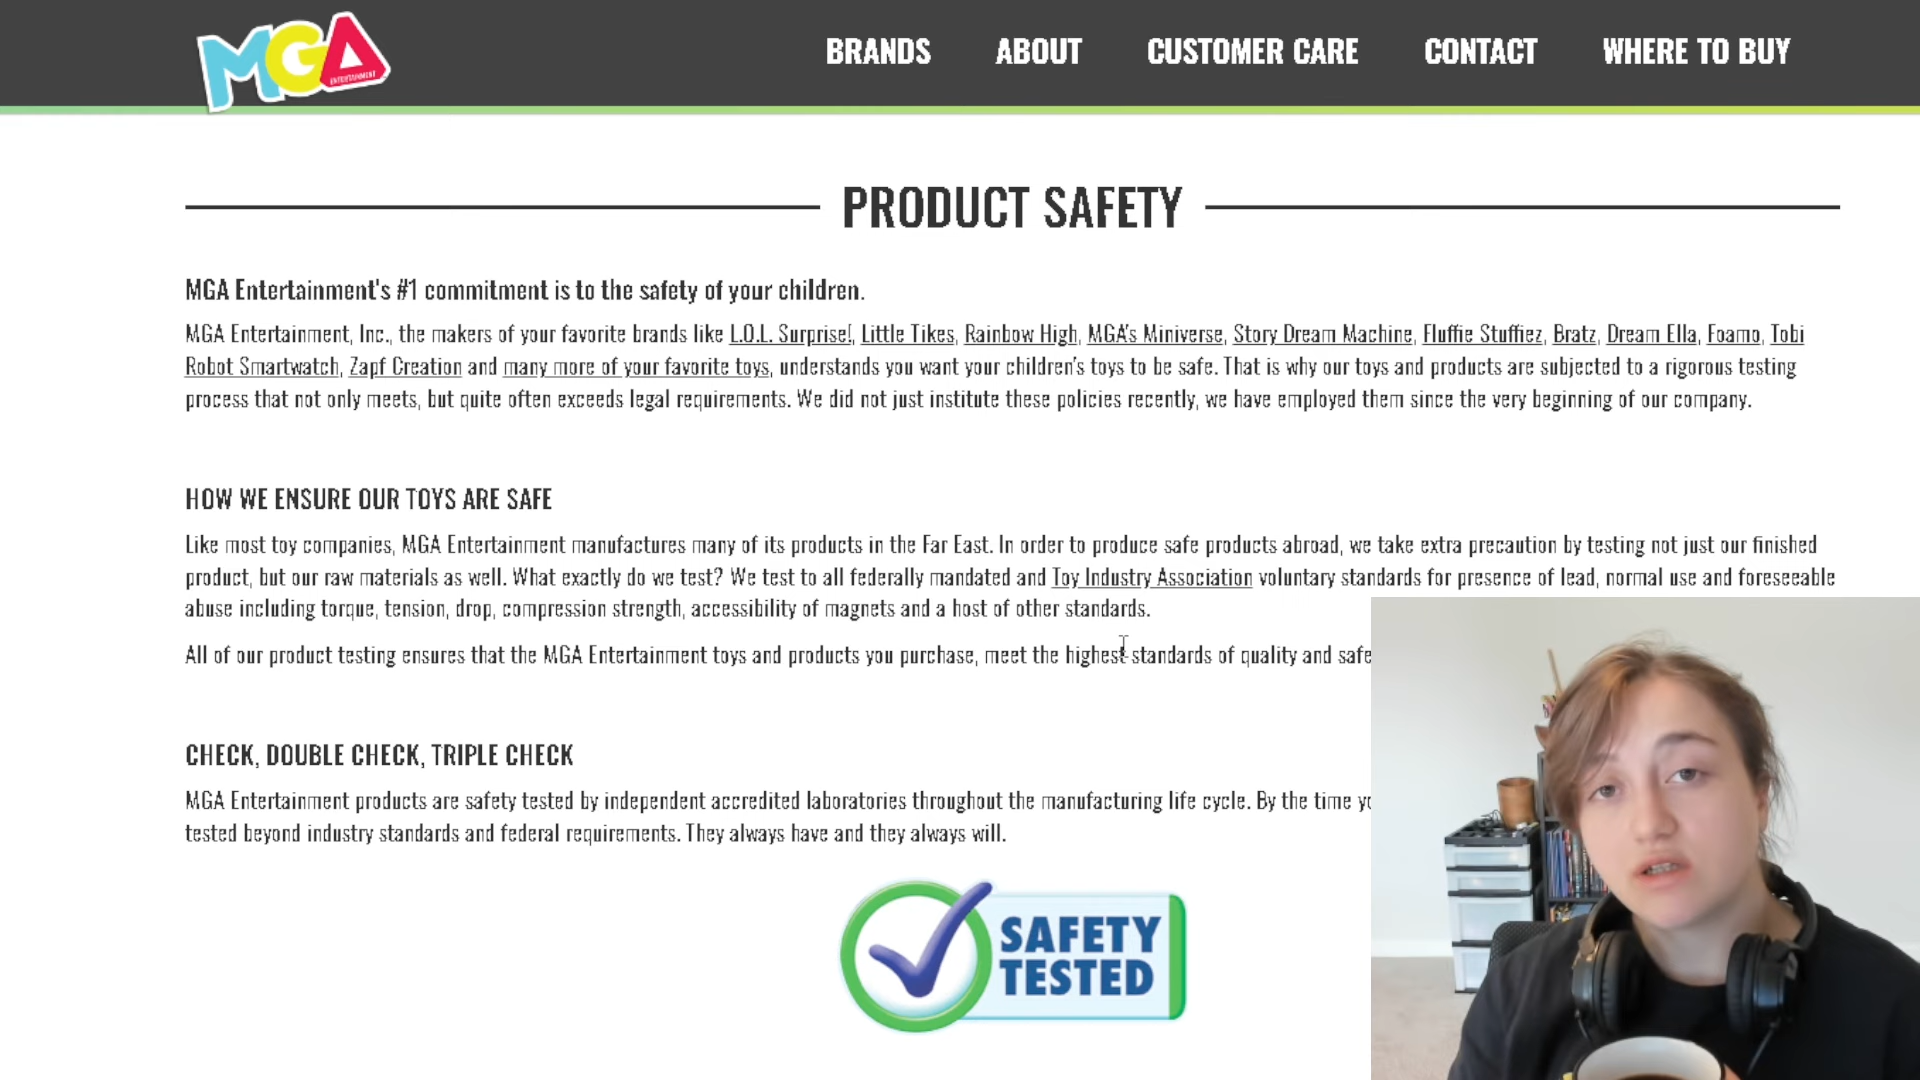 MGA
ENTERTAINMENT
BRANDS ABOUT CUSTOMER CARE CONTACT WHERE TO BUY
PRODUCT SAFETY
MGA Entertainment's #1 commitment is to the safety of your children.
MGA Entertainment, Inc., the makers of your favorite brands like L.O.L. Surprise!, Little Tikes, Rainbow High, MGA's Miniverse, Story Dream Machine, Fluffie Stuffiez, Bratz, Dream Ella, Foamo, Tobi
Robot Smartwatch, Zapf Creation and many more of your favorite toys, understands you want your children's toys to be safe. That is why our toys and products are subjected to a rigorous testing
process that not only meets, but quite often exceeds legal requirements. We did not just institute these policies recently, we have employed them since the very beginning of our company.
HOW WE ENSURE OUR TOYS ARE SAFE
Like most toy companies, MGA Entertainment manufactures many of its products in the Far East. In order to produce safe products abroad, we take extra precaution by testing not just our finished
product, but our raw materials as well. What exactly do we test? We test to all federally mandated and Toy Industry Association voluntary standards for presence of lead, normal use and foreseeable
abuse including torque, tension, drop, compression strength, accessibility of magnets and a host of other standards.
All of our product testing ensures that the MGA Entertainment toys and products you purchase, meet the highest standards of quality and safe
CHECK, DOUBLE CHECK, TRIPLE CHECK
MGA Entertainment products are safety tested by independent accredited laboratories throughout the manufacturing life cycle. By the time yo
tested beyond industry standards and federal requirements. They always have and they always will.
SAFETY
TESTED